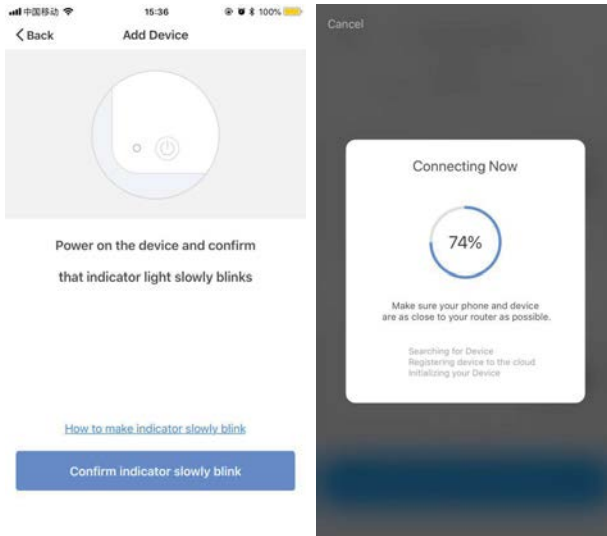 中国移动 15:36 100%
Back Add Device
Power on the device and confirm
that indicator light slowly blinks
How to make indicator slowly blink
Confirm indicator slowly blink
Cancel
Connecting Now
74%
Make sure your phone and device
are as close to your router as possible.
Searching for Device
Registering device to the cloud
Initializing your Device